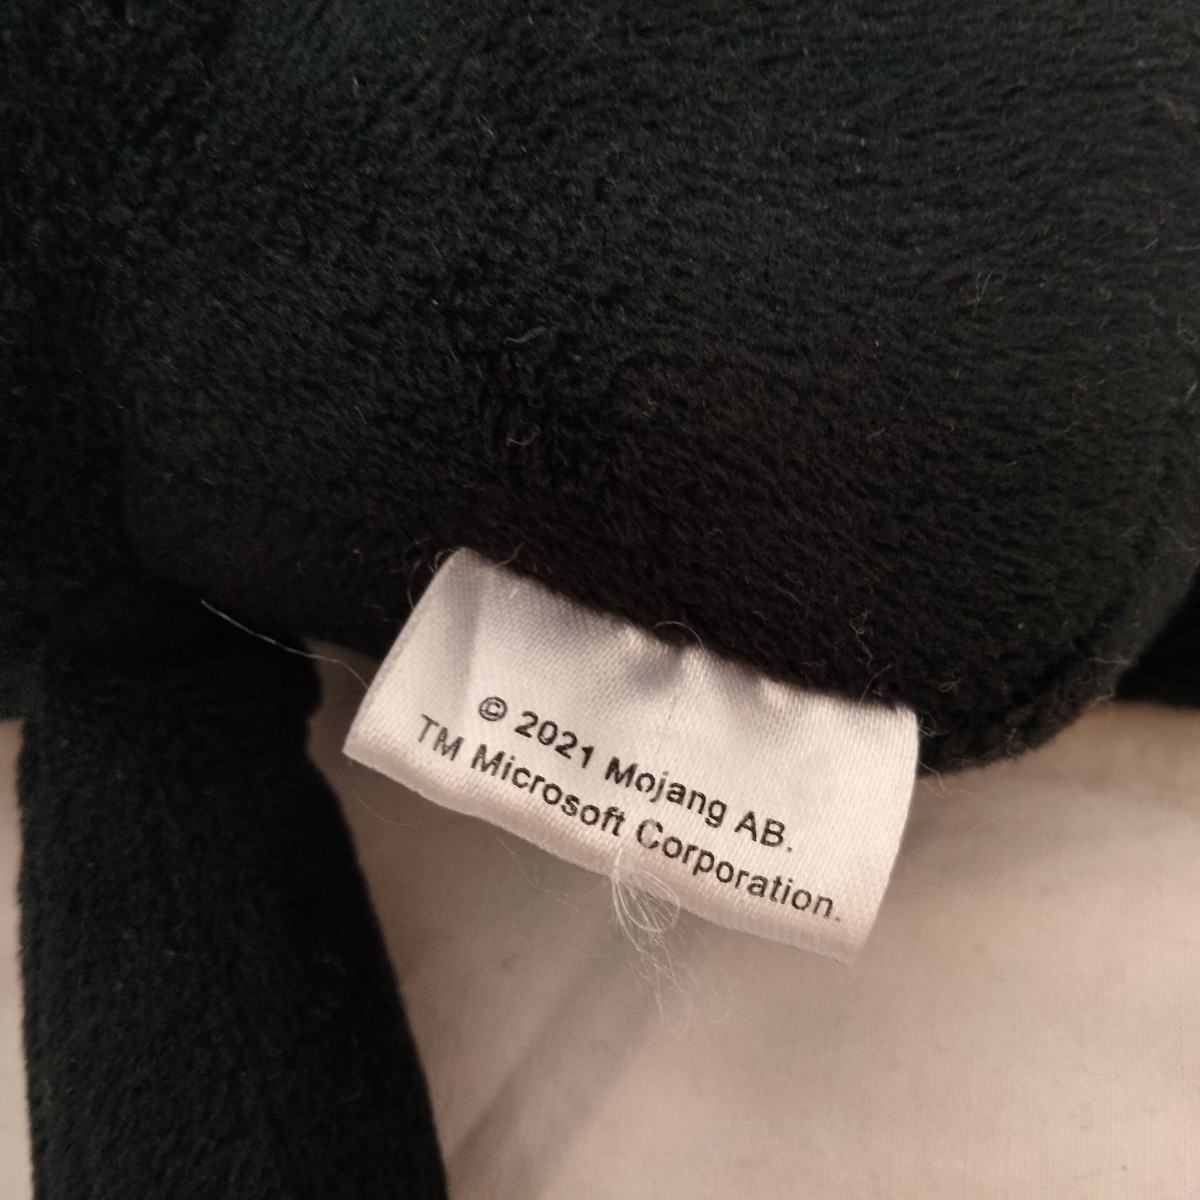 © 2021 Mojang AB.
TM Microsoft Corporation.